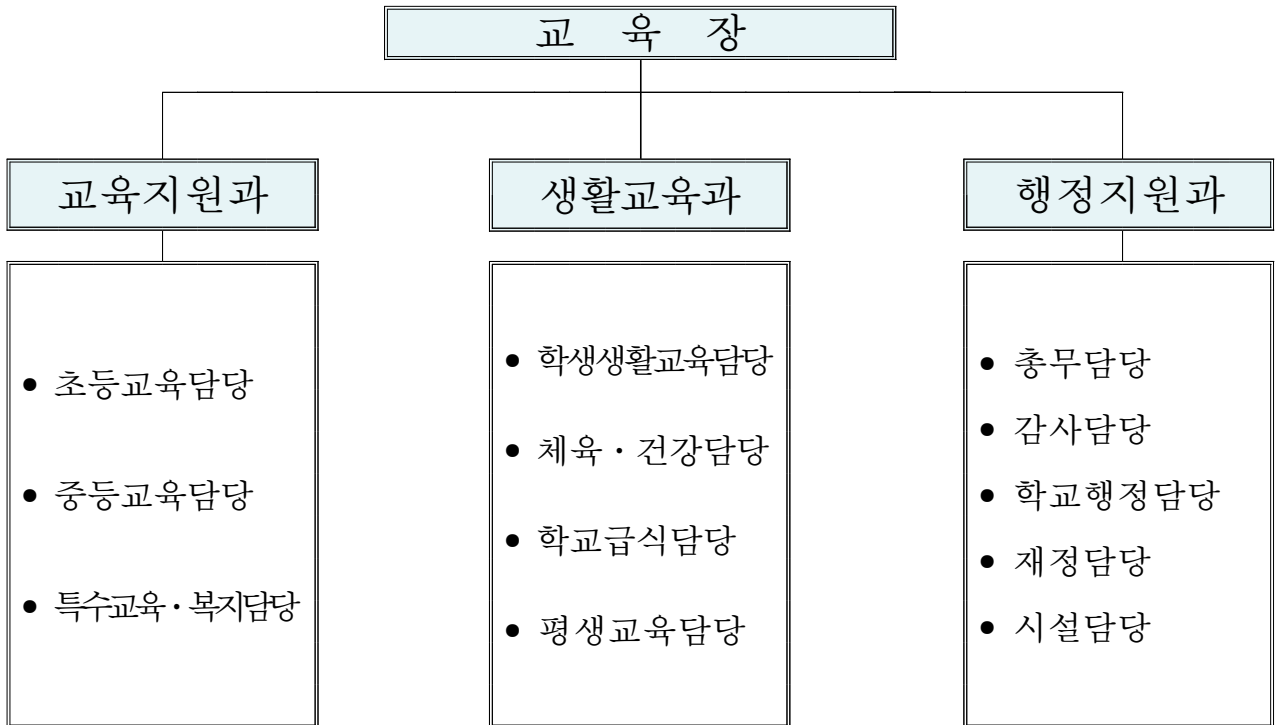 교 육 장
교육지원과
생활교육과
행정지원과
• 초등교육담당
• 중등교육담당
• 특수교육·복지담당
• 학생생활교육담당
• 체육·건강담당
• 학교급식담당
• 평생교육담당
• 총무담당
• 감사담당
• 학교행정담당
• 재정담당
• 시설담당